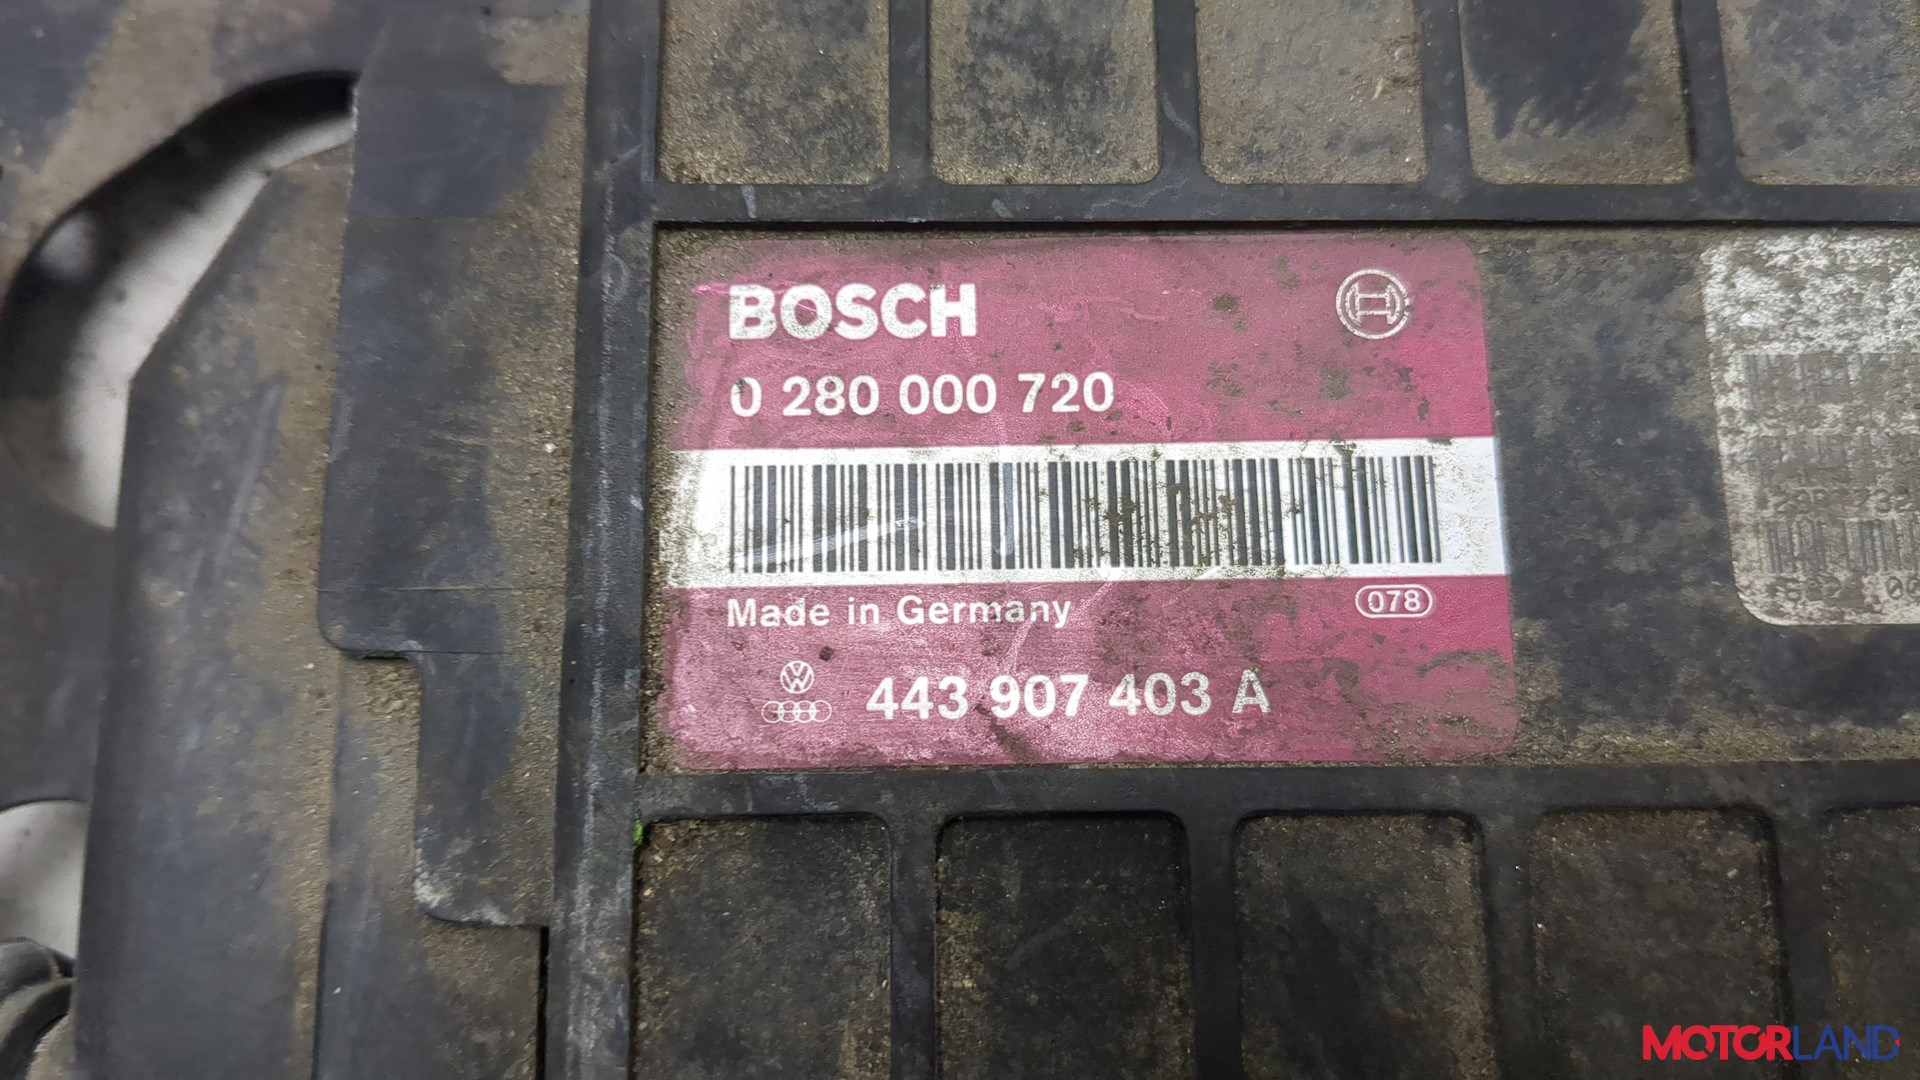 BOSCH
0 280 000 720
Made in Germany
078
443 907 403 A
MOTORLAND